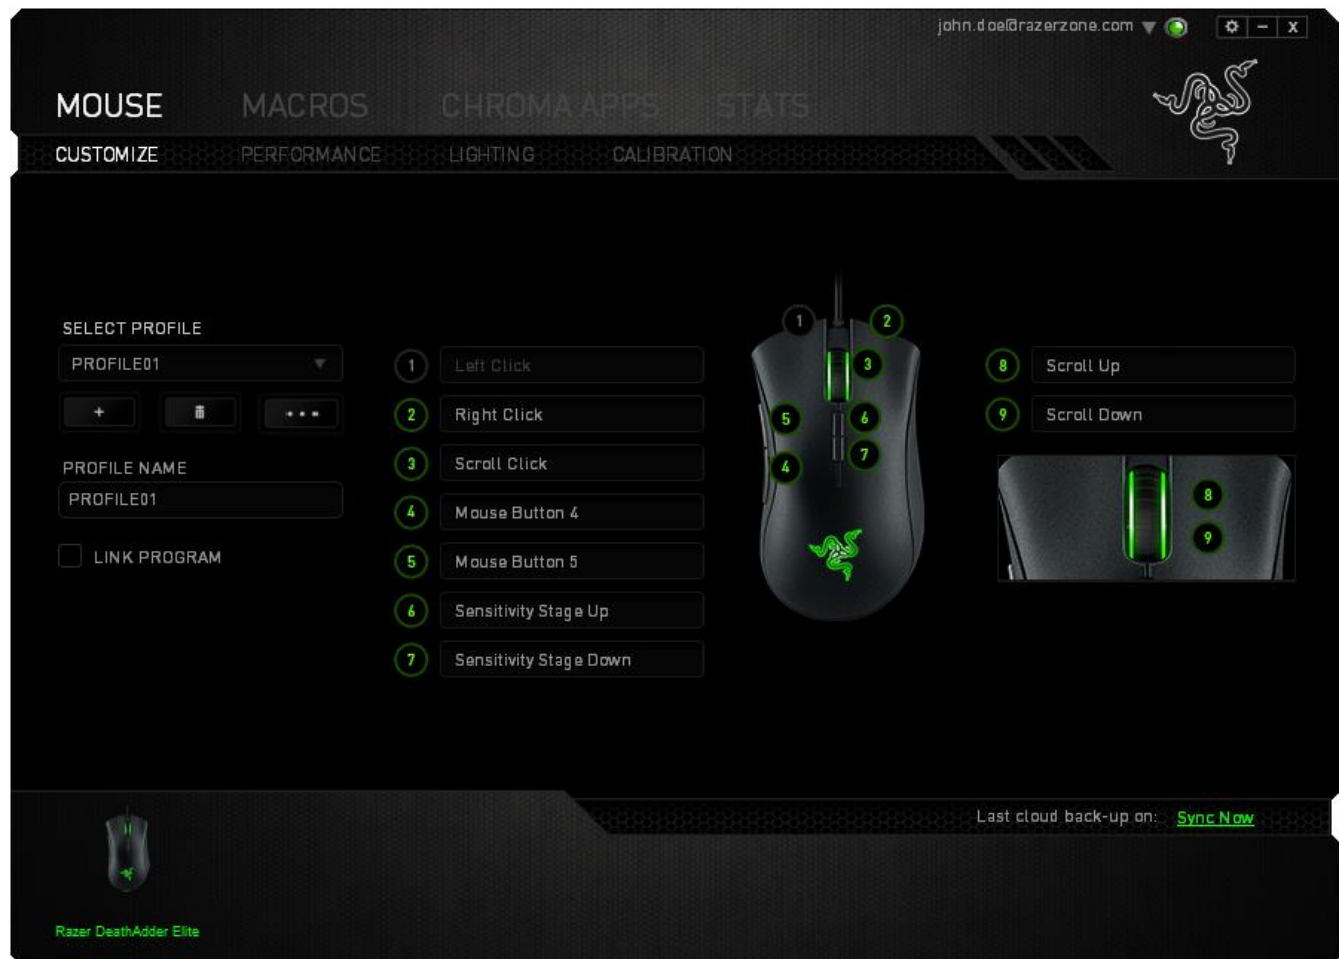 john.doe@razerzone.com
X
MOUSE MACROS CHROMA APPS STATS
CUSTOMIZE PERFORMANCE LIGHTING CALIBRATION
SELECT PROFILE
PROFILE01
+
PROFILE NAME
PROFILE01
LINK PROGRAM
1 Left Click
2 Right Click
3 Scroll Click
4 Mouse Button 4
5 Mouse Button 5
6 Sensitivity Stage Up
7 Sensitivity Stage Down
1 2
3
5 6
4 7
8 Scroll Up
9 Scroll Down
8
9
Last cloud back-up on: Sync Now
Razer DeathAdder Elite